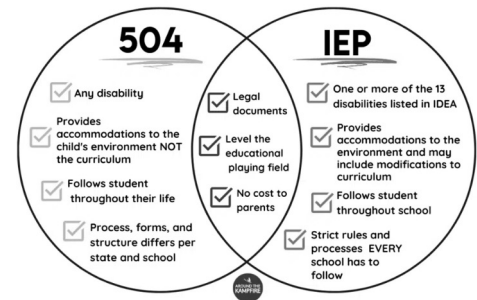 504
Any disability
Provides
accommodations to the
child's environment NOT
the curriculum
Follows student
throughout their life
Process, forms, and
structure differs per
state and school
Legal
documents
Level the
educational
playing field
No cost to
parents
IEP
One or more of the 13
disabilities listed in IDEA
Provides
accommodations to the
environment and may
include modifications to
curriculum
Follows student
throughout school
Strict rules and
processes EVERY
school has to
follow
AROUND THE
KAMPFIRE